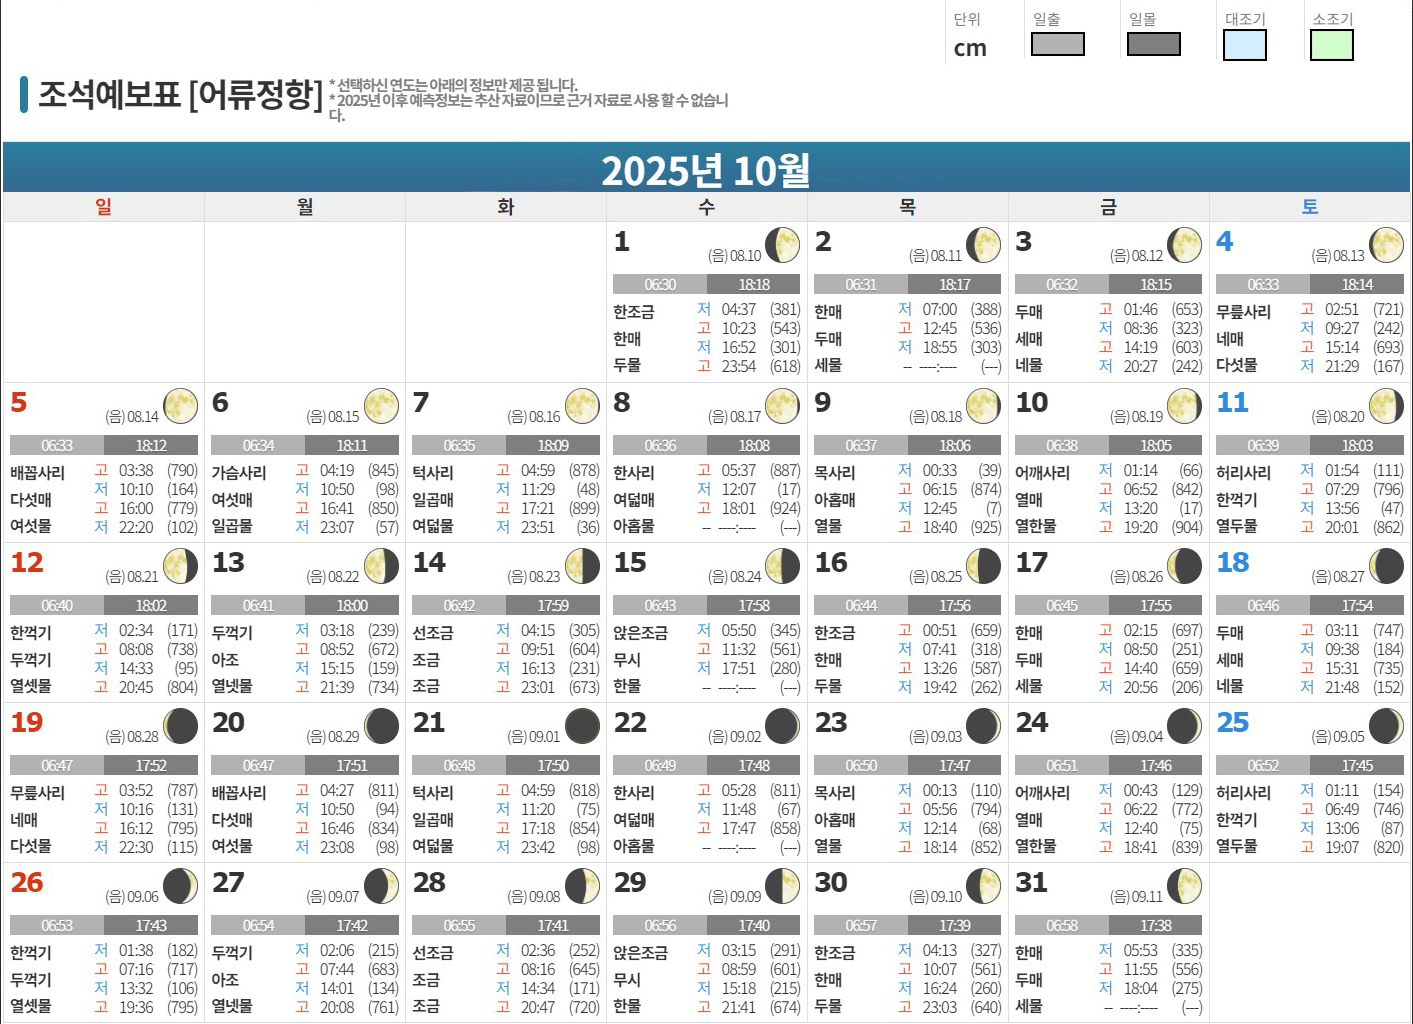 단위 일출 일몰 대조기 소조기
cm
조석예보표 [어류정항]
* 선택하신 연도는 아래의 정보만 제공 됩니다.
* 2025년 이후 예측정보는 추산 자료이므로 근거 자료로 사용 할 수 없습니
다.
2025년 10월
일 월 화 수 목 금 토
1 (음) 08.10
06:30 18:18
한조금
한매
두물
저 04:37 (381)
고 10:23 (543)
저 16:52 (301)
고 23:54 (618)
2 (음) 08.11
06:31 18:17
한매
두매
세물
저 07:00 (388)
고 12:45 (536)
저 18:55 (303)
-- ----:---- (---)
3 (음) 08.12
06:32 18:15
두매
세매
네물
고 01:46 (653)
저 08:36 (323)
고 14:19 (603)
저 20:27 (242)
4 (음) 08.13
06:33 18:14
무릎사리
네매
다섯물
고 02:51 (721)
저 09:27 (242)
고 15:14 (693)
저 21:29 (167)
5 (음) 08.14
06:33 18:12
배꼽사리
다섯매
여섯물
고 03:38 (790)
저 10:10 (164)
고 16:00 (779)
저 22:20 (102)
6 (음) 08.15
06:34 18:11
가슴사리
여섯매
일곱물
고 04:19 (845)
저 10:50 (98)
고 16:41 (850)
저 23:07 (57)
7 (음) 08.16
06:35 18:09
턱사리
일곱매
여덟물
고 04:59 (878)
저 11:29 (48)
고 17:21 (899)
저 23:51 (36)
8 (음) 08.17
06:36 18:08
한사리
여덟매
아홉물
고 05:37 (887)
저 12:07 (17)
고 18:01 (924)
-- ----:---- (---)
9 (음) 08.18
06:37 18:06
목사리
아홉매
열물
저 00:33 (39)
고 06:15 (874)
저 12:45 (7)
고 18:40 (925)
10 (음) 08.19
06:38 18:05
어깨사리
열매
열한물
저 01:14 (66)
고 06:52 (842)
저 13:20 (17)
고 19:20 (904)
11 (음) 08.20
06:39 18:03
허리사리
한꺽기
열두물
저 01:54 (111)
고 07:29 (796)
저 13:56 (47)
고 20:01 (862)
12 (음) 08.21
06:40 18:02
한꺽기
두꺽기
열셋물
저 02:34 (171)
고 08:08 (738)
저 14:33 (95)
고 20:45 (804)
13 (음) 08.22
06:41 18:00
두꺽기
아조
열넷물
저 03:18 (239)
고 08:52 (672)
저 15:15 (159)
고 21:39 (734)
14 (음) 08.23
06:42 17:59
선조금
조금
조금
저 04:15 (305)
고 09:51 (604)
저 16:13 (231)
고 23:01 (673)
15 (음) 08.24
06:43 17:58
앉은조금
무시
한물
저 05:50 (345)
고 11:32 (561)
저 17:51 (280)
-- ----:---- (---)
16 (음) 08.25
06:44 17:56
한조금
한매
두물
고 00:51 (659)
저 07:41 (318)
고 13:26 (587)
저 19:42 (262)
17 (음) 08.26
06:45 17:55
한매
두매
세물
고 02:15 (697)
저 08:50 (251)
고 14:40 (659)
저 20:56 (206)
18 (음) 08.27
06:46 17:54
두매
세매
네물
고 03:11 (747)
저 09:38 (184)
고 15:31 (735)
저 21:48 (152)
19 (음) 08.28
06:47 17:52
무릎사리
네매
다섯물
고 03:52 (787)
저 10:16 (131)
고 16:12 (795)
저 22:30 (115)
20 (음) 08.29
06:47 17:51
배꼽사리
다섯매
여섯물
고 04:27 (811)
저 10:50 (94)
고 16:46 (834)
저 23:08 (98)
21 (음) 09.01
06:48 17:50
턱사리
일곱매
여덟물
고 04:59 (818)
저 11:20 (75)
고 17:18 (854)
저 23:42 (98)
22 (음) 09.02
06:49 17:48
한사리
여덟매
아홉물
고 05:28 (811)
저 11:48 (67)
고 17:47 (858)
-- ----:---- (---)
23 (음) 09.03
06:50 17:47
목사리
아홉매
열물
저 00:13 (110)
고 05:56 (794)
저 12:14 (68)
고 18:14 (852)
24 (음) 09.04
06:51 17:46
어깨사리
열매
열한물
저 00:43 (129)
고 06:22 (772)
저 12:40 (75)
고 18:41 (839)
25 (음) 09.05
06:52 17:45
허리사리
한꺽기
열두물
저 01:11 (154)
고 06:49 (746)
저 13:06 (87)
고 19:07 (820)
26 (음) 09.06
06:53 17:43
한꺽기
두꺽기
열셋물
저 01:38 (182)
고 07:16 (717)
저 13:32 (106)
고 19:36 (795)
27 (음) 09.07
06:54 17:42
두꺽기
아조
열넷물
저 02:06 (215)
고 07:44 (683)
저 14:01 (134)
고 20:08 (761)
28 (음) 09.08
06:55 17:41
선조금
조금
조금
저 02:36 (252)
고 08:16 (645)
저 14:34 (171)
고 20:47 (720)
29 (음) 09.09
06:56 17:40
앉은조금
무시
한물
저 03:15 (291)
고 08:59 (601)
저 15:18 (215)
고 21:41 (674)
30 (음) 09.10
06:57 17:39
한조금
한매
두물
저 04:13 (327)
고 10:07 (561)
저 16:24 (260)
고 23:03 (640)
31 (음) 09.11
06:58 17:38
한매
두매
세물
저 05:53 (335)
고 11:55 (556)
저 18:04 (275)
-- ----:---- (---)